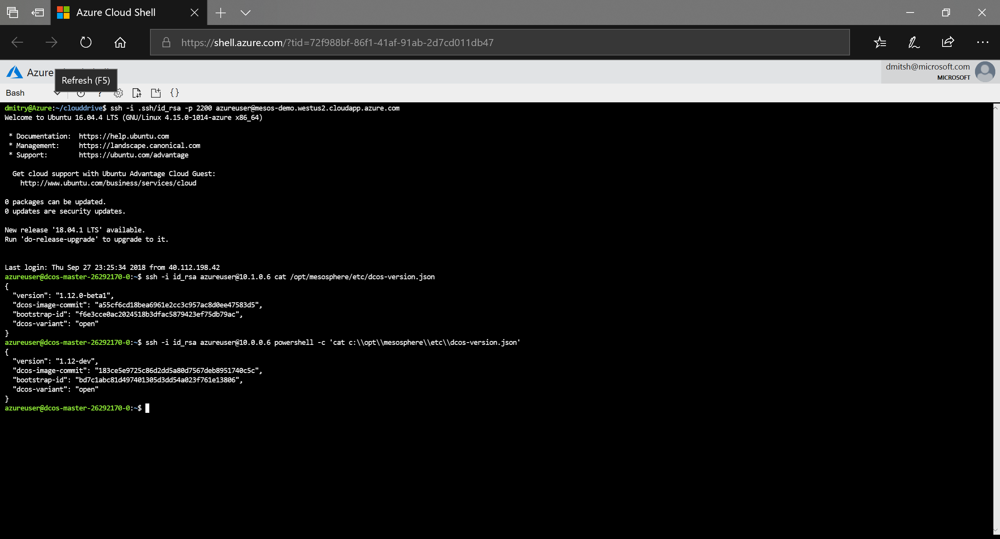 Azure Cloud Shell
https://shell.azure.com/?tid=72f988bf-86f1-41af-91ab-2d7cd011db47
Azure
dmitsh@microsoft.com
MICROSOFT
Refresh (F5)
Bash
?
{}
dmitry@Azure:~/clouddrive$ ssh -i .ssh/id_rsa -p 2200 azureuser@mesos-demo.westus2.cloudapp.azure.com
Welcome to Ubuntu 16.04.4 LTS (GNU/Linux 4.15.0-1014-azure x86_64)
* Documentation:  https://help.ubuntu.com
* Management:     https://landscape.canonical.com
* Support:        https://ubuntu.com/advantage
Get cloud support with Ubuntu Advantage Cloud Guest:
http://www.ubuntu.com/business/services/cloud
0 packages can be updated.
0 updates are security updates.
New release '18.04.1 LTS' available.
Run 'do-release-upgrade' to upgrade to it.
Last login: Thu Sep 27 23:25:34 2018 from 40.112.198.42
azureuser@dcos-master-26292170-0:~$ ssh -i id_rsa azureuser@10.1.0.6 cat /opt/mesosphere/etc/dcos-version.json
{
"version": "1.12.0-beta1",
"dcos-image-commit": "a55cf6cd18bea6961e2cc3c957ac8d0ee47583d5",
"bootstrap-id": "f6e3cce0ac2024518b3dfac5879423ef75db79ac",
"dcos-variant": "open"
}
azureuser@dcos-master-26292170-0:~$ ssh -i id_rsa azureuser@10.0.0.6 powershell -c 'cat c:\\opt\\mesosphere\\etc\\dcos-version.json'
{
"version": "1.12-dev",
"dcos-image-commit": "183ce5e9725c86d2dd5a80d7567deb8951740c5c",
"bootstrap-id": "bd7c1abc81d497401305d3dd54a023f761e13806",
"dcos-variant": "open"
}
azureuser@dcos-master-26292170-0:~$